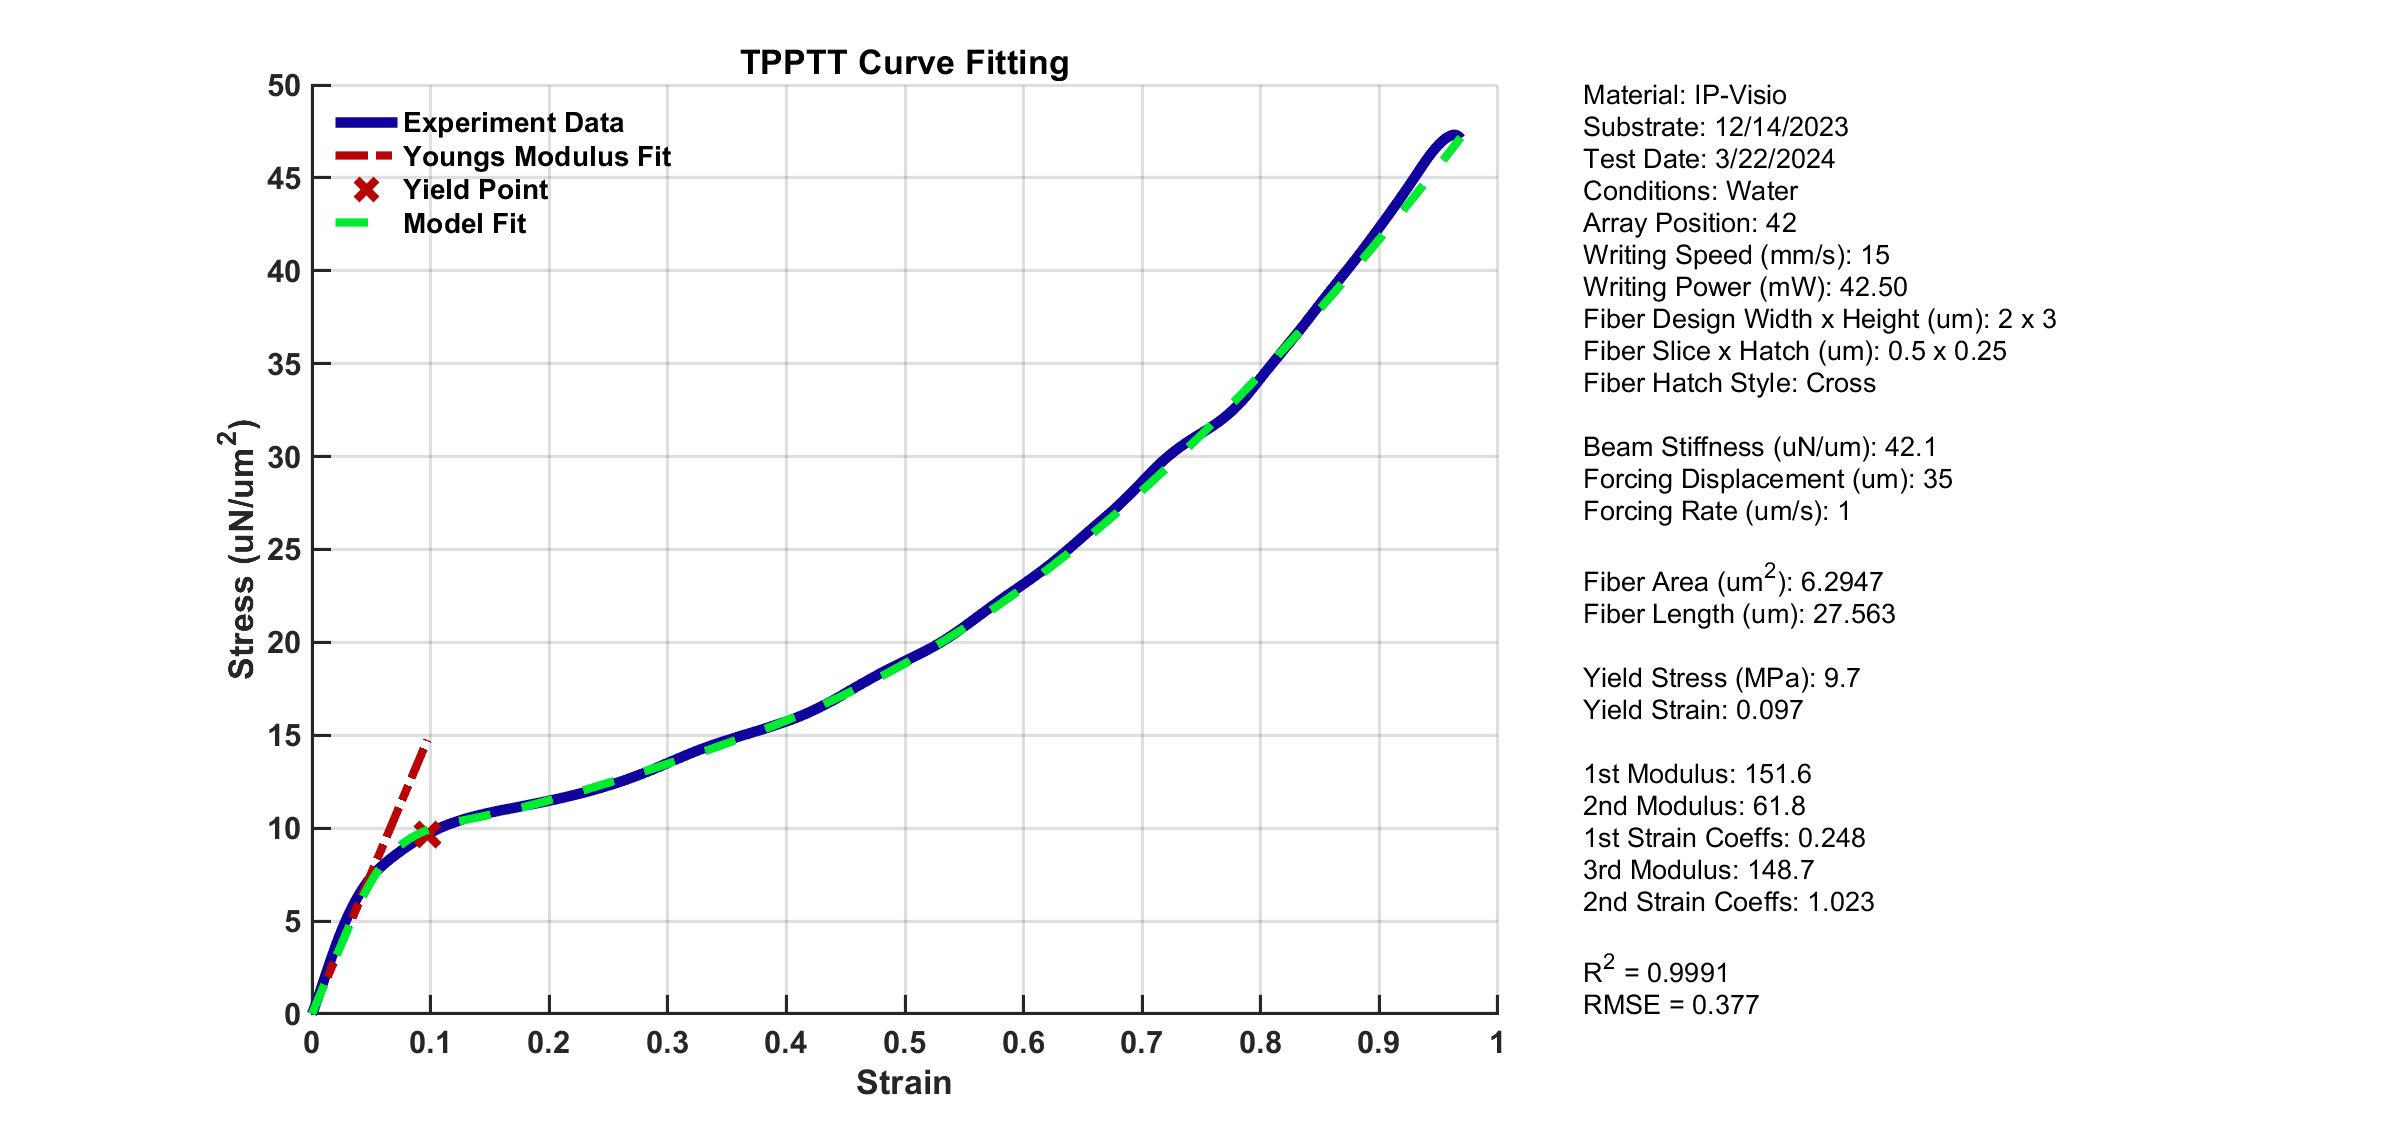 TPPTT Curve Fitting
Experiment Data
Youngs Modulus Fit
Yield Point
Model Fit
50
45
40
35
30
25
20
15
10
5
0
Stress (uN/um²)
0 0.1 0.2 0.3 0.4 0.5 0.6 0.7 0.8 0.9 1
Strain
Material: IP-Visio
Substrate: 12/14/2023
Test Date: 3/22/2024
Conditions: Water
Array Position: 42
Writing Speed (mm/s): 15
Writing Power (mW): 42.50
Fiber Design Width x Height (um): 2 x 3
Fiber Slice x Hatch (um): 0.5 x 0.25
Fiber Hatch Style: Cross
Beam Stiffness (uN/um): 42.1
Forcing Displacement (um): 35
Forcing Rate (um/s): 1
Fiber Area (um²): 6.2947
Fiber Length (um): 27.563
Yield Stress (MPa): 9.7
Yield Strain: 0.097
1st Modulus: 151.6
2nd Modulus: 61.8
1st Strain Coeffs: 0.248
3rd Modulus: 148.7
2nd Strain Coeffs: 1.023
R² = 0.9991
RMSE = 0.377